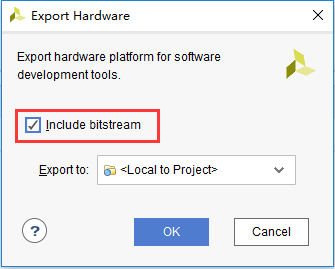 Export Hardware
Export hardware platform for software
development tools.
Include bitstream
Export to: <Local to Project>
?
OK Cancel